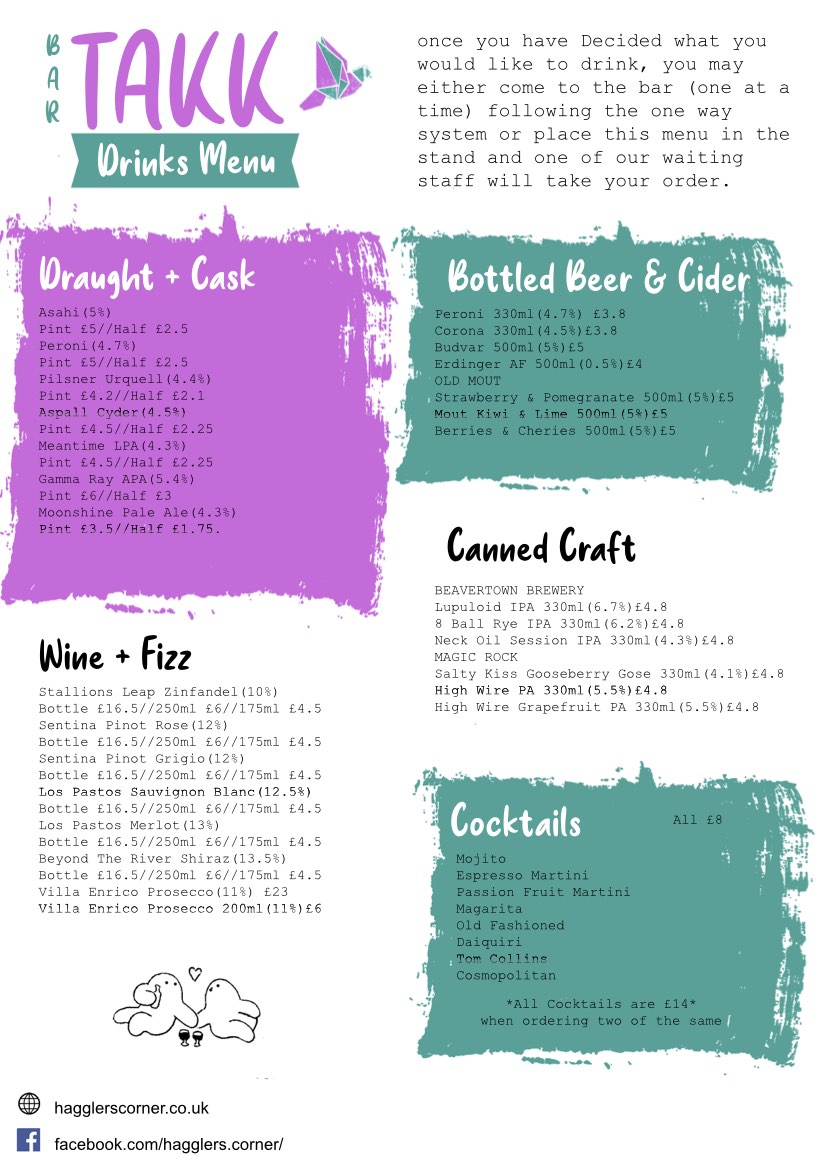 BAR
TAKK
Drinks Menu
once you have Decided what you
would like to drink, you may
either come to the bar (one at a
time) following the one way
system or place this menu in the
stand and one of our waiting
staff will take your order.
Draught + Cask
Asahi(5%)
Pint £5//Half £2.5
Peroni(4.7%)
Pint £5//Half £2.5
Pilsner Urquell(4.4%)
Pint £4.2//Half £2.1
Aspall Cyder(4.5%)
Pint £4.5//Half £2.25
Meantime LPA(4.3%)
Pint £4.5//Half £2.25
Gamma Ray APA(5.4%)
Pint £6//Half £3
Moonshine Pale Ale(4.3%)
Pint £3.5//Half £1.75.
Wine + Fizz
Stallions Leap Zinfandel(10%)
Bottle £16.5//250ml £6//175ml £4.5
Sentina Pinot Rose(12%)
Bottle £16.5//250ml £6//175ml £4.5
Sentina Pinot Grigio(12%)
Bottle £16.5//250ml £6//175ml £4.5
Los Pastos Sauvignon Blanc(12.5%)
Bottle £16.5//250ml £6//175ml £4.5
Los Pastos Merlot(13%)
Bottle £16.5//250ml £6//175ml £4.5
Beyond The River Shiraz(13.5%)
Bottle £16.5//250ml £6//175ml £4.5
Villa Enrico Prosecco(11%) £23
Villa Enrico Prosecco 200ml(11%)£6
Bottled Beer & Cider
Peroni 330ml(4.7%) £3.8
Corona 330ml(4.5%)£3.8
Budvar 500ml(5%)£5
Erdinger AF 500ml(0.5%)£4
OLD MOUT
Strawberry & Pomegranate 500ml(5%)£5
Mout Kiwi & Lime 500ml(5%)£5
Berries & Cheries 500ml(5%)£5
Canned Craft
BEAVERTOWN BREWERY
Lupuloid IPA 330ml(6.7%)£4.8
8 Ball Rye IPA 330ml(6.2%)£4.8
Neck Oil Session IPA 330ml(4.3%)£4.8
MAGIC ROCK
Salty Kiss Gooseberry Gose 330ml(4.1%)£4.8
High Wire PA 330ml(5.5%)£4.8
High Wire Grapefruit PA 330ml(5.5%)£4.8
Cocktails All £8
Mojito
Espresso Martini
Passion Fruit Martini
Magarita
Old Fashioned
Daiquiri
Tom Collins
Cosmopolitan
*All Cocktails are £14*
when ordering two of the same
hagglerscorner.co.uk
facebook.com/hagglers.corner/